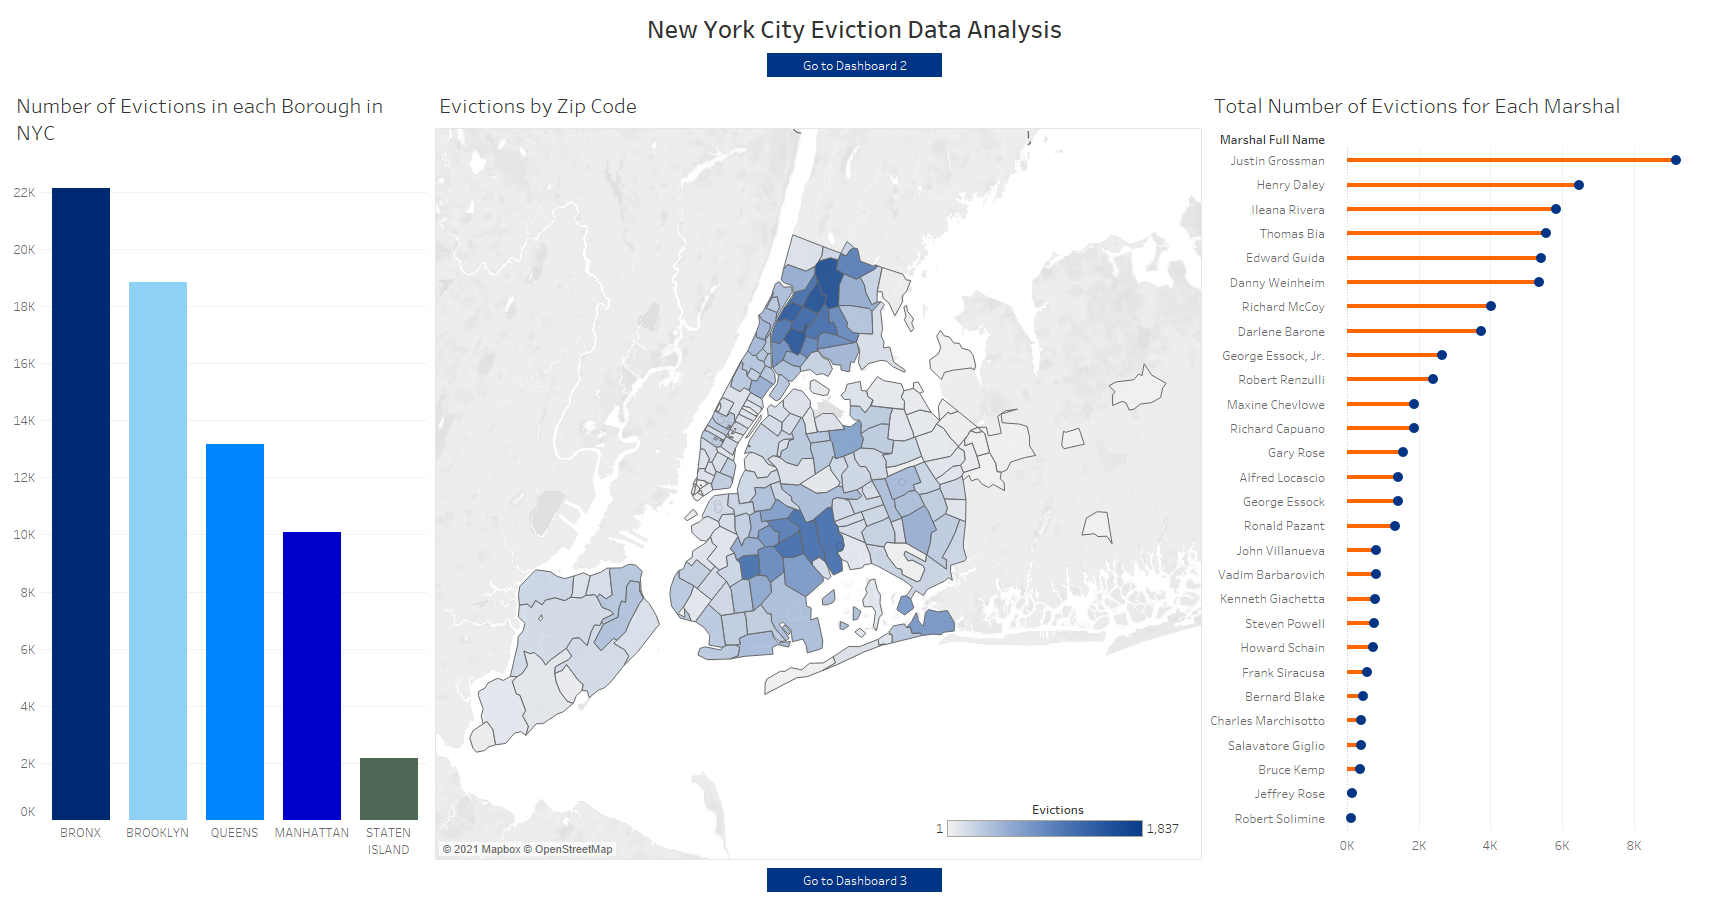 New York City Eviction Data Analysis
Go to Dashboard 2
Number of Evictions in each Borough in
NYC
22K
20K
18K
16K
14K
12K
10K
8K
6K
4K
2K
0K
BRONX
BROOKLYN
QUEENS
MANHATTAN
STATEN
ISLAND
Evictions by Zip Code
Evictions
1
1,837
© 2021 Mapbox © OpenStreetMap
Total Number of Evictions for Each Marshal
Marshal Full Name
Justin Grossman
Henry Daley
Ileana Rivera
Thomas Bia
Edward Guida
Danny Weinheim
Richard McCoy
Darlene Barone
George Essock, Jr.
Robert Renzulli
Maxine Chevlowe
Richard Capuano
Gary Rose
Alfred Locascio
George Essock
Ronald Pazant
John Villanueva
Vadim Barbarovich
Kenneth Giachetta
Steven Powell
Howard Schain
Frank Siracusa
Bernard Blake
Charles Marchisotto
Salavatore Giglio
Bruce Kemp
Jeffrey Rose
Robert Solimine
0K
2K
4K
6K
8K
Go to Dashboard 3